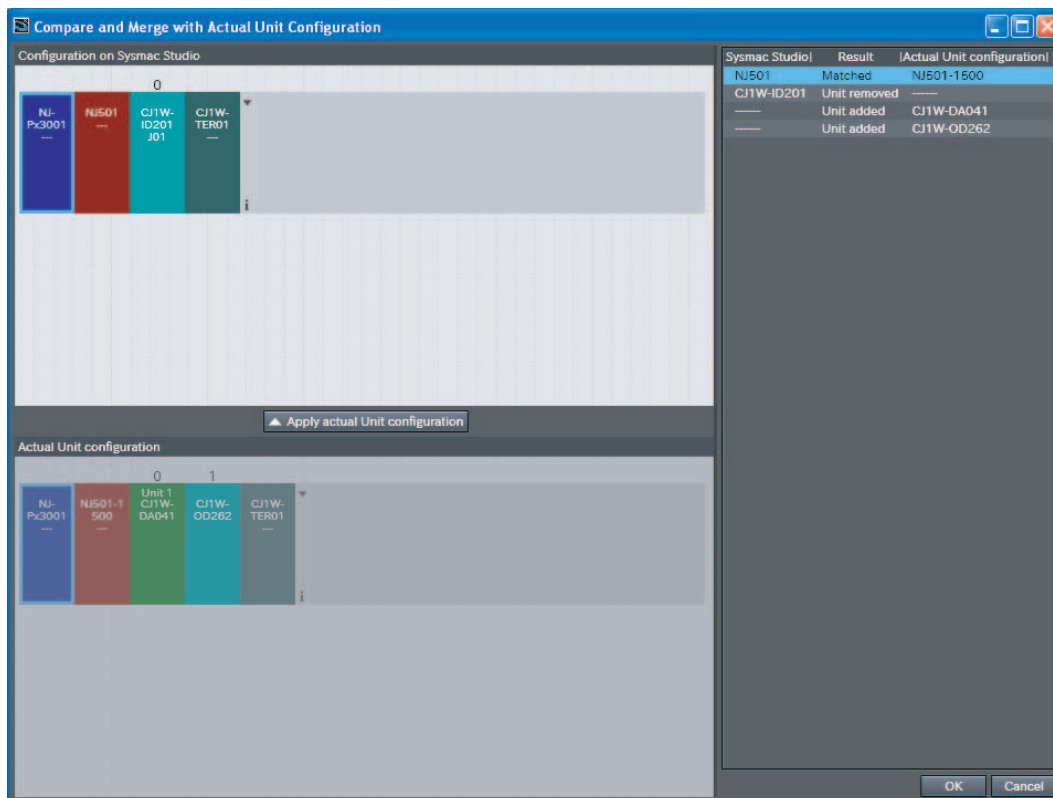 Compare and Merge with Actual Unit Configuration
Configuration on Sysmac Studio
0
NJ-
Px3001
---
NJ501
---
CJ1W-
ID201
J01
CJ1W-
TER01
---
i
Apply actual Unit configuration
Actual Unit configuration
0 1
NJ-
Px3001
---
NJ501-1
500
---
Unit 1
CJ1W-
DA041
CJ1W-
OD262
CJ1W-
TER01
---
i
Sysmac Studio| Result |Actual Unit configuration|
NJ501 Matched NJ501-1500
CJ1W-ID201 Unit removed ------
------ Unit added CJ1W-DA041
------ Unit added CJ1W-OD262
OK Cancel